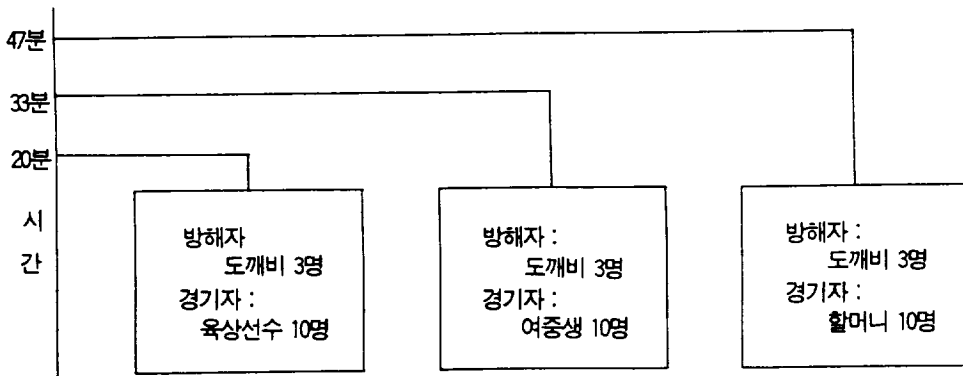 47분
33분
20분
시
간
방해자
도깨비 3명
경기자 :
육상선수 10명
방해자 :
도깨비 3명
경기자 :
여중생 10명
방해자 :
도깨비 3명
경기자 :
할머니 10명